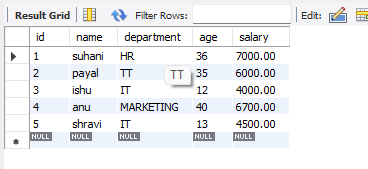 Result Grid Filter Rows: Edit:
id name department age salary
1 suhani HR 36 7000.00
2 payal TT 35 6000.00
TT
3 ishu IT 12 4000.00
4 anu MARKETING 40 6700.00
5 shravi IT 13 4500.00
NULL NULL NULL NULL NULL